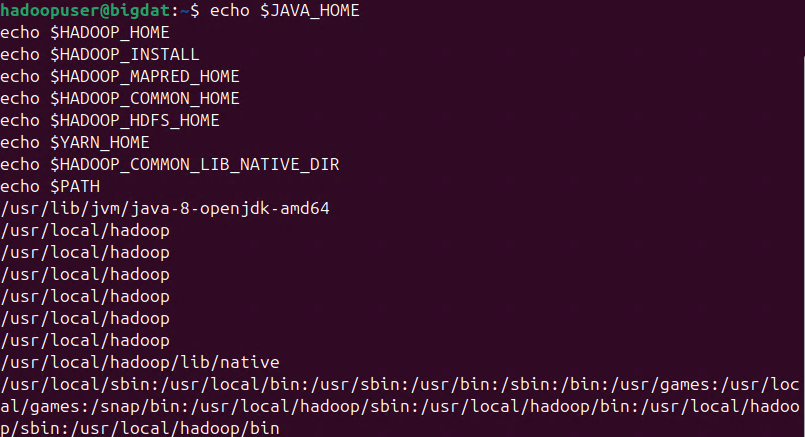 hadoopuser@bigdat:~$ echo $JAVA_HOME
echo $HADOOP_HOME
echo $HADOOP_INSTALL
echo $HADOOP_MAPRED_HOME
echo $HADOOP_COMMON_HOME
echo $HADOOP_HDFS_HOME
echo $YARN_HOME
echo $HADOOP_COMMON_LIB_NATIVE_DIR
echo $PATH
/usr/lib/jvm/java-8-openjdk-amd64
/usr/local/hadoop
/usr/local/hadoop
/usr/local/hadoop
/usr/local/hadoop
/usr/local/hadoop
/usr/local/hadoop
/usr/local/hadoop/lib/native
/usr/local/sbin:/usr/local/bin:/usr/sbin:/usr/bin:/sbin:/bin:/usr/games:/usr/loc
al/games:/snap/bin:/usr/local/hadoop/sbin:/usr/local/hadoop/bin:/usr/local/hadoo
p/sbin:/usr/local/hadoop/bin